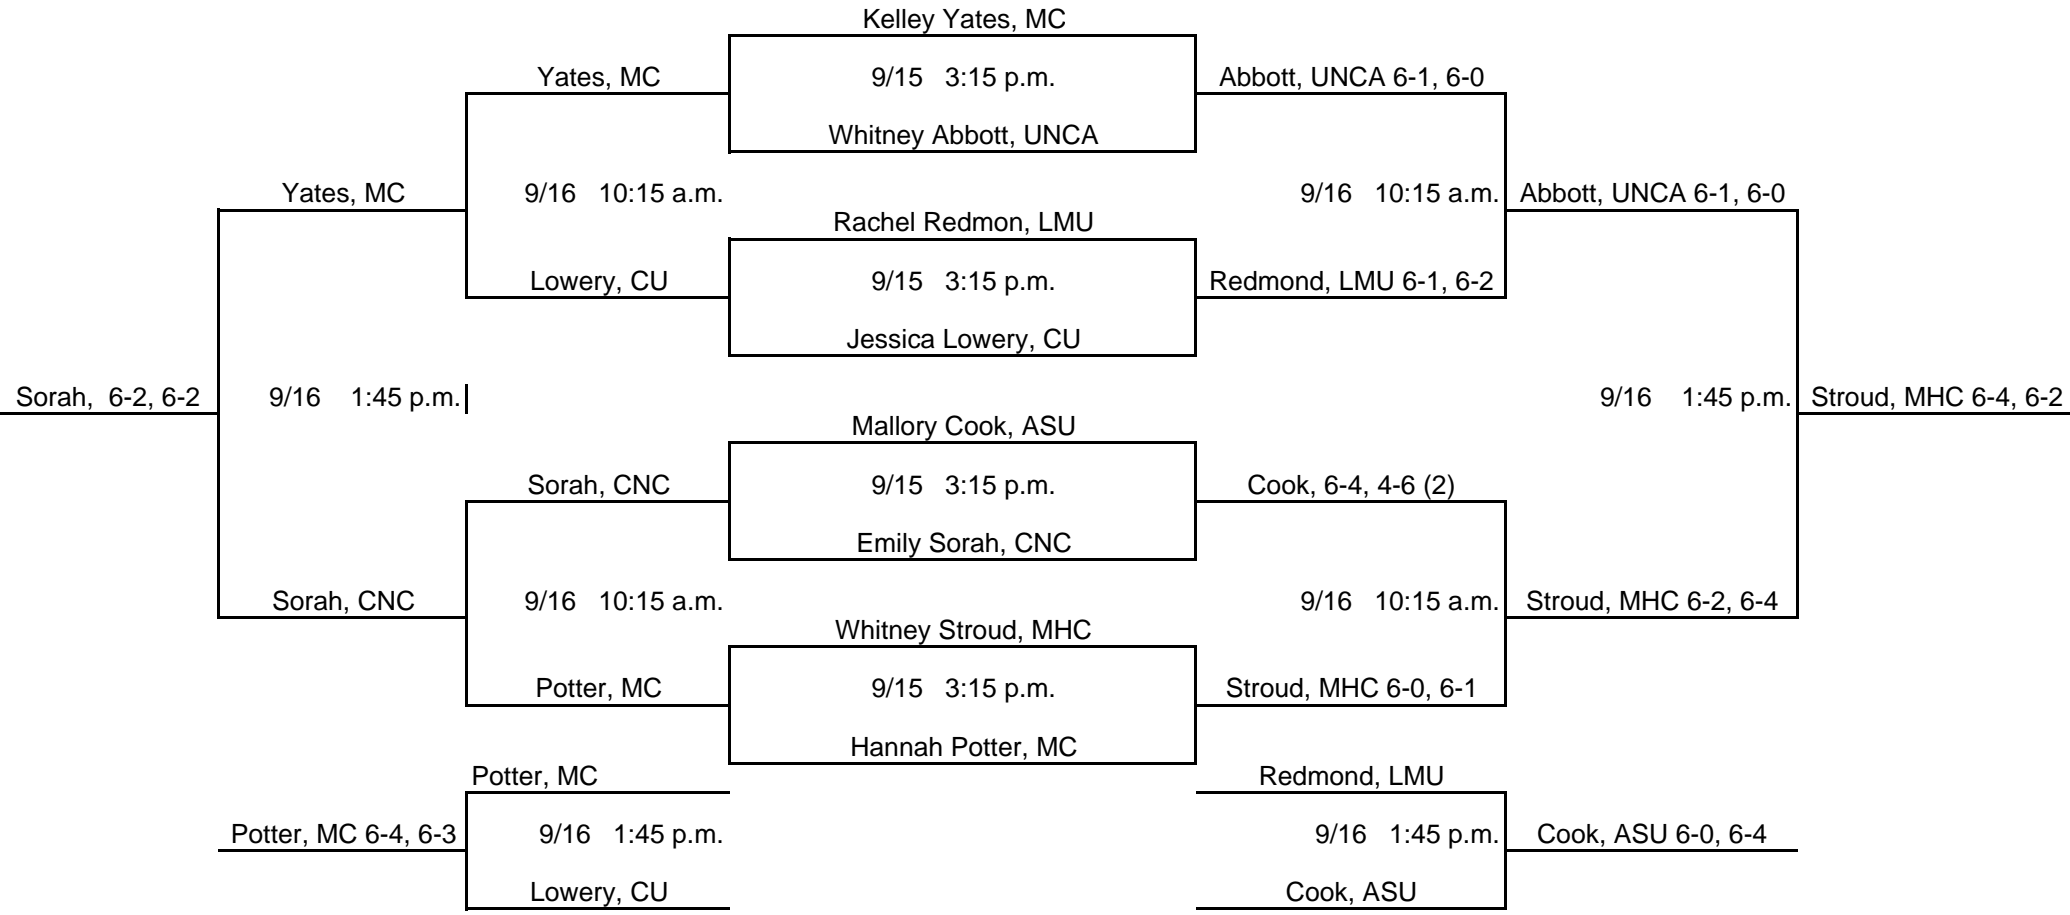 Kelley Yates, MC
Yates, MC 9/15 3:15 p.m. Abbott, UNCA 6-1, 6-0
Whitney Abbott, UNCA
Yates, MC 9/16 10:15 a.m. 9/16 10:15 a.m. Abbott, UNCA 6-1, 6-0
Rachel Redmon, LMU
Lowery, CU 9/15 3:15 p.m. Redmond, LMU 6-1, 6-2
Jessica Lowery, CU
Sorah, 6-2, 6-2 9/16 1:45 p.m. 9/16 1:45 p.m. Stroud, MHC 6-4, 6-2
Mallory Cook, ASU
Sorah, CNC 9/15 3:15 p.m. Cook, 6-4, 4-6 (2)
Emily Sorah, CNC
Sorah, CNC 9/16 10:15 a.m. 9/16 10:15 a.m. Stroud, MHC 6-2, 6-4
Whitney Stroud, MHC
Potter, MC 9/15 3:15 p.m. Stroud, MHC 6-0, 6-1
Hannah Potter, MC
Potter, MC Redmond, LMU
Potter, MC 6-4, 6-3 9/16 1:45 p.m. 9/16 1:45 p.m. Cook, ASU 6-0, 6-4
Lowery, CU Cook, ASU